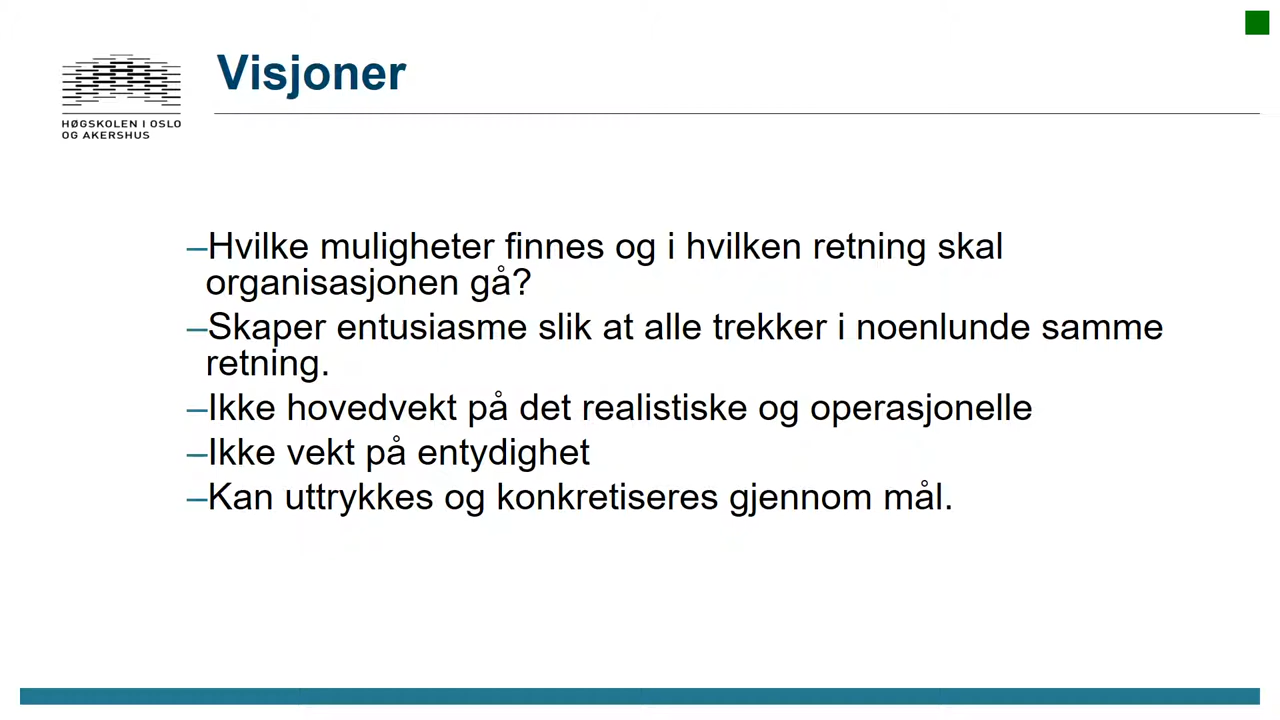 Visjoner
HØGSKOLEN I OSLO
OG AKERSHUS
–Hvilke muligheter finnes og i hvilken retning skal
organisasjonen gå?
–Skaper entusiasme slik at alle trekker i noenlunde samme
retning.
–Ikke hovedvekt på det realistiske og operasjonelle
–Ikke vekt på entydighet
–Kan uttrykkes og konkretiseres gjennom mål.